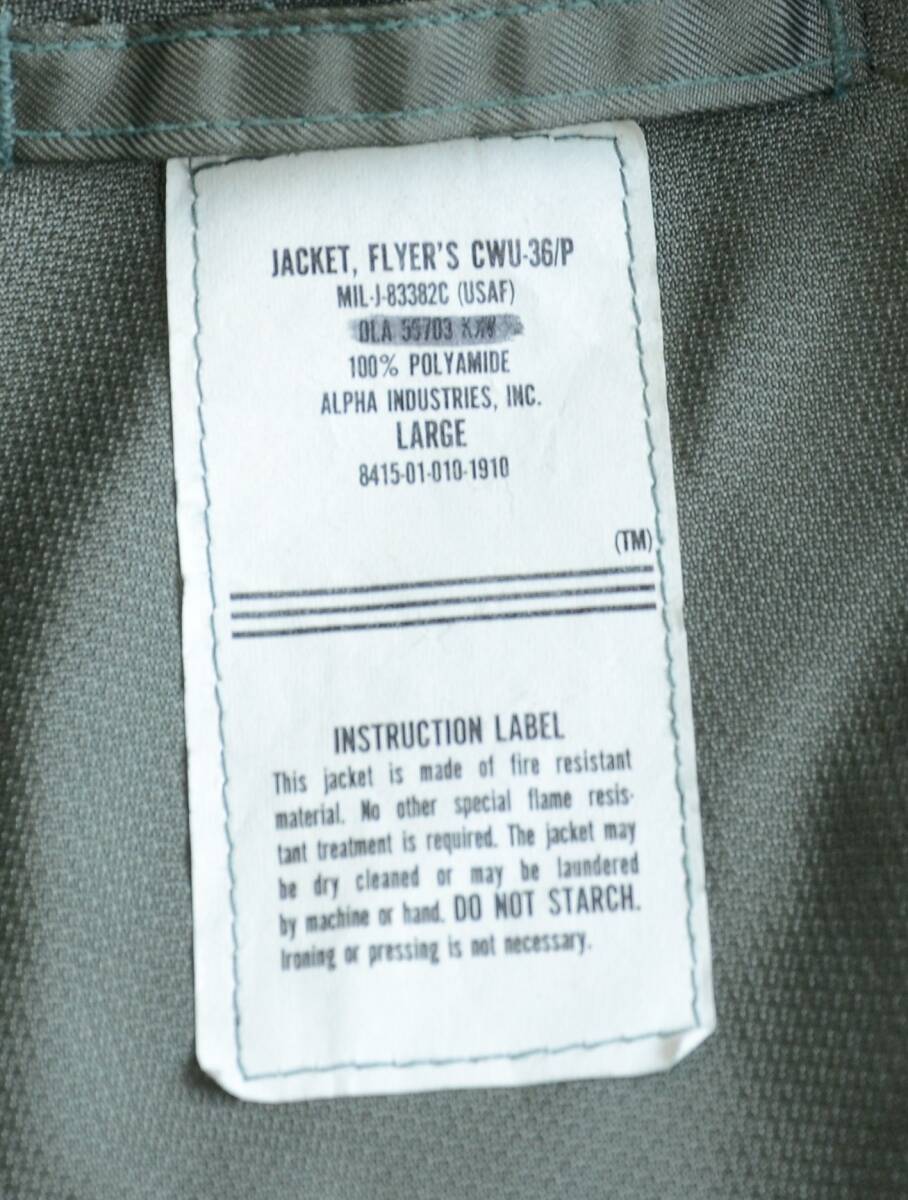 JACKET, FLYER'S CWU-36/P
MIL-J-83382C (USAF)
DLA 55703
100% POLYAMIDE
ALPHA INDUSTRIES, INC.
LARGE
8415-01-010-1910
(TM)
INSTRUCTION LABEL
This jacket is made of fire resistant
material. No other special flame resis-
tant treatment is required. The jacket may
be dry cleaned or may be laundered
by machine or hand. DO NOT STARCH.
Ironing or pressing is not necessary.